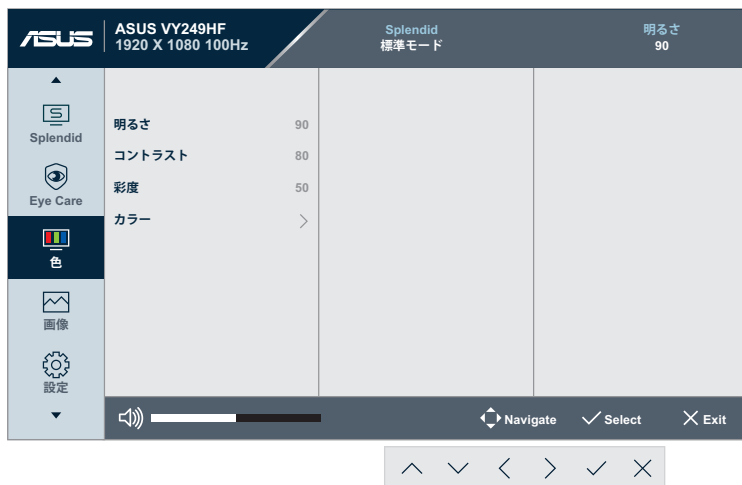 ASUS
ASUS VY249HF
1920 X 1080 100Hz
Splendid
標準モード
明るさ
90
Splendid
Eye Care
色
画像
設定
明るさ 90
コントラスト 80
彩度 50
カラー
Navigate
Select
Exit